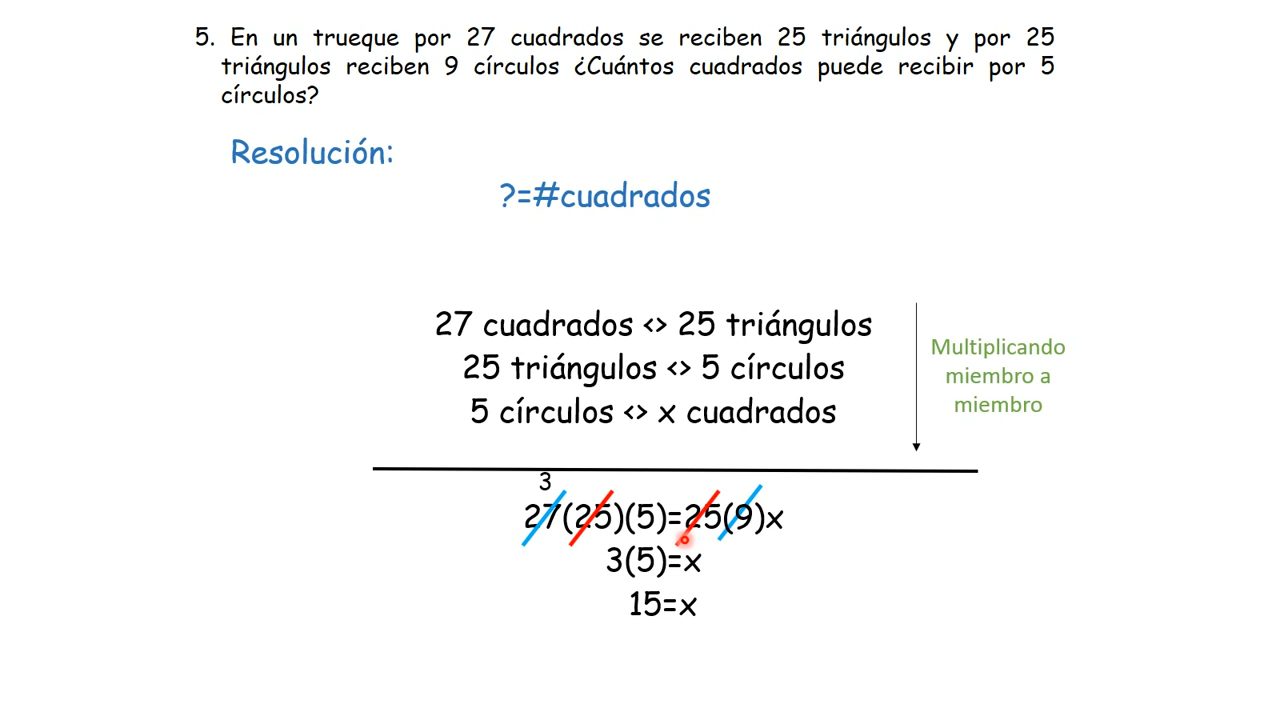 5. En un trueque por 27 cuadrados se reciben 25 triángulos y por 25
triángulos reciben 9 círculos ¿Cuántos cuadrados puede recibir por 5
círculos?
Resolución:
?=#cuadrados
27 cuadrados <> 25 triángulos
25 triángulos <> 5 círculos
5 círculos <> x cuadrados
Multiplicando
miembro a
miembro
3
27(25)(5)=25(9)x
3(5)=x
15=x